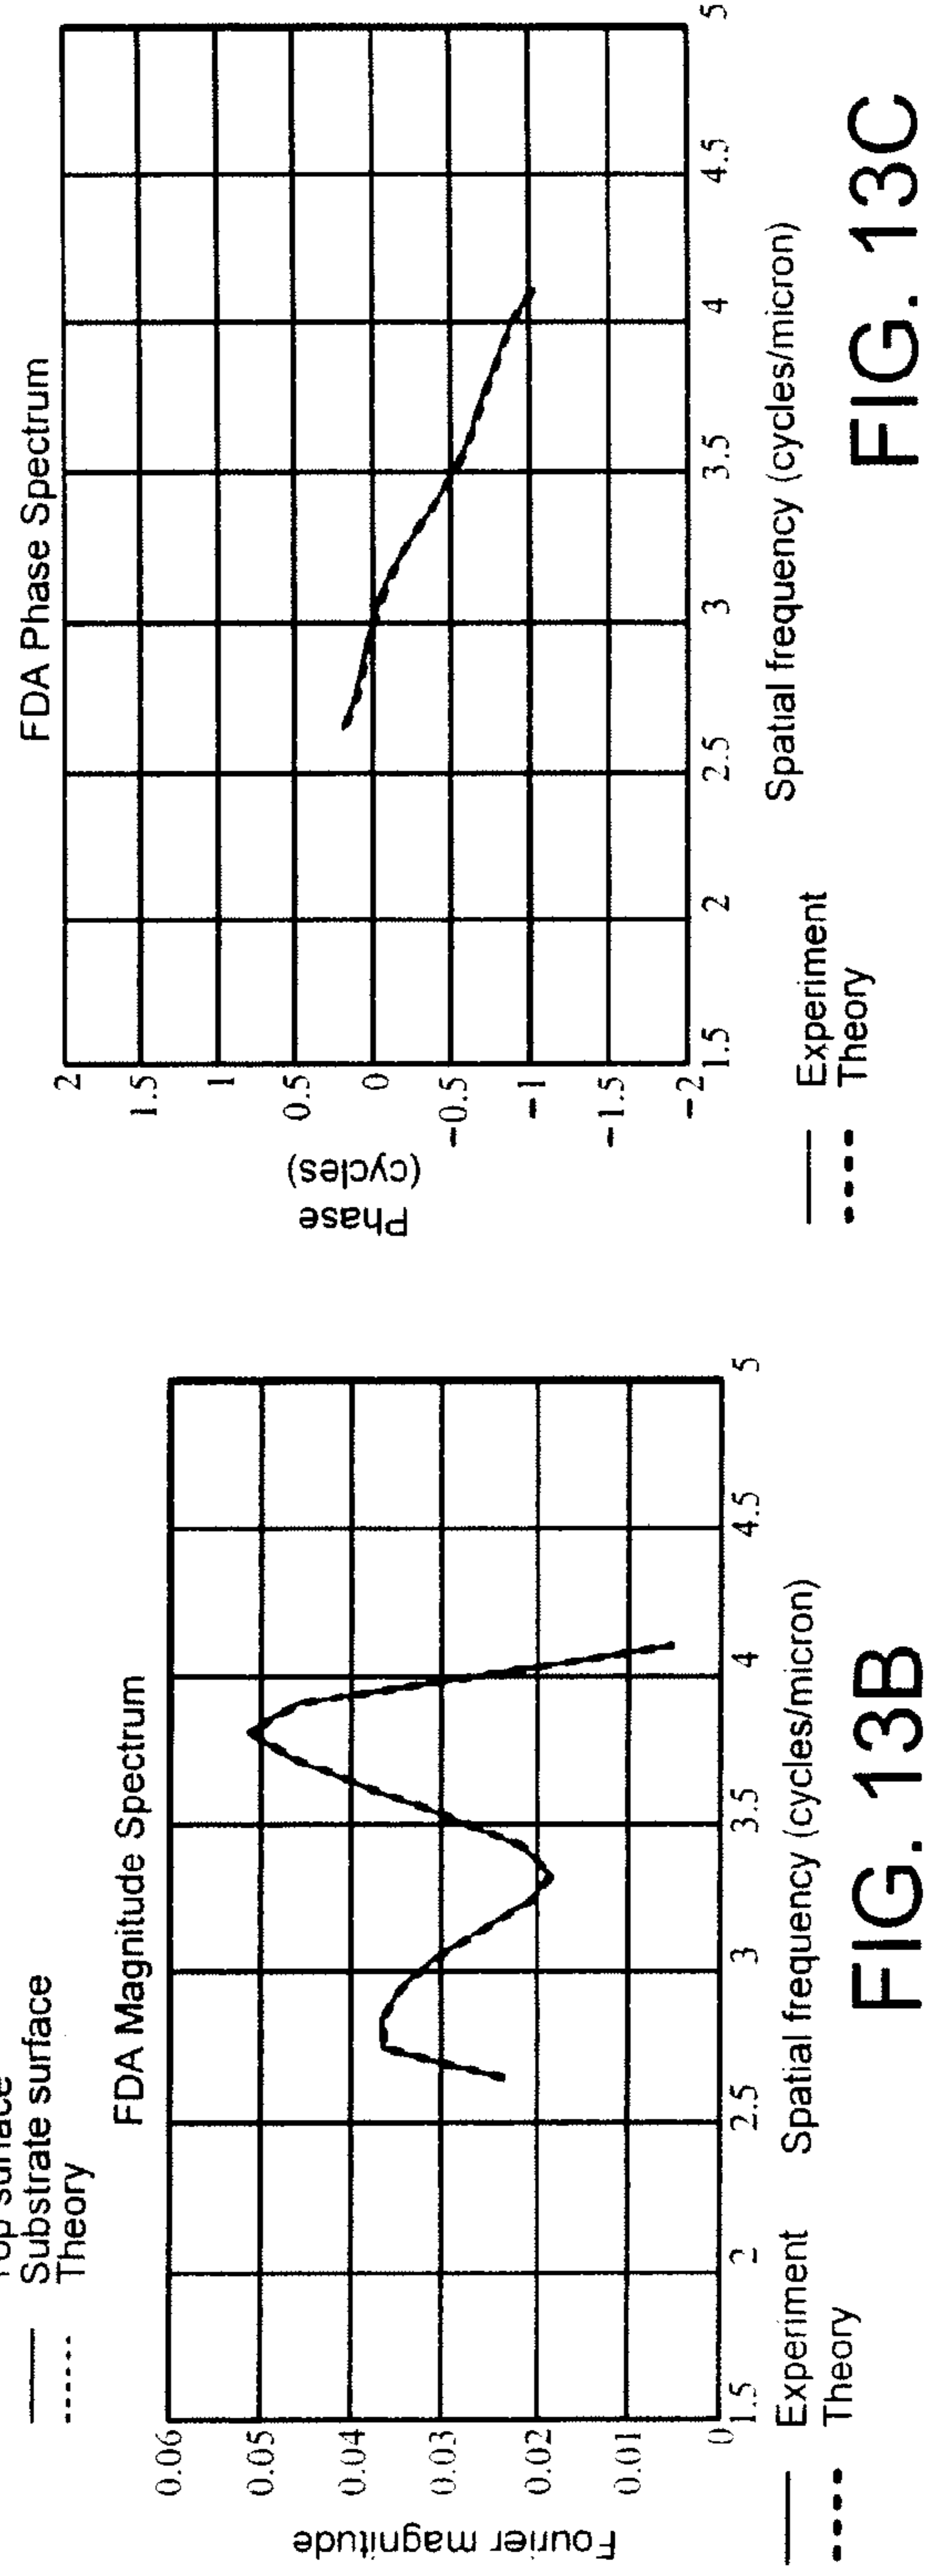 Substrate surface
Theory
FDA Magnitude Spectrum
0.06
0.05
0.04
0.03
0.02
0.01
0
Fourier magnitude
1.5 2 2.5 3 3.5 4 4.5 5
Spatial frequency (cycles/micron)
Experiment
Theory
FIG. 13B
FDA Phase Spectrum
2
1.5
1
0.5
0
-0.5
-1
-1.5
-2
Phase
(cycles)
1.5 2 2.5 3 3.5 4 4.5 5
Spatial frequency (cycles/micron)
Experiment
Theory
FIG. 13C